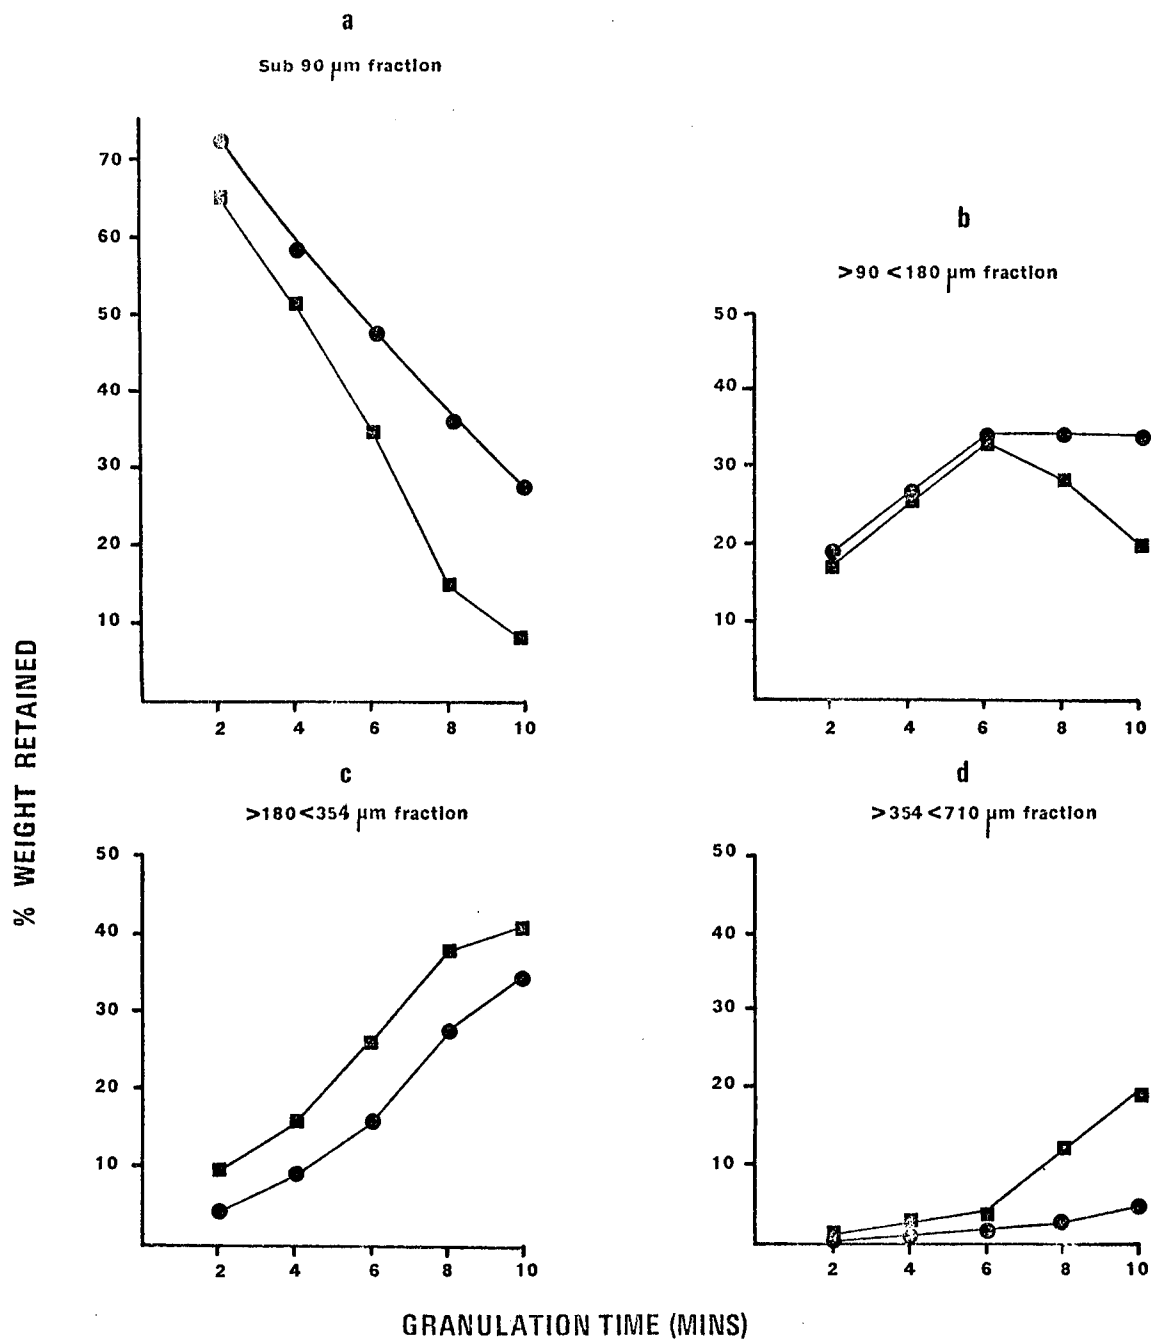 a
Sub 90 µm fraction
70
60
50
40
30
20
10
2 4 6 8 10
b
>90 <180 µm fraction
50
40
30
20
10
2 4 6 8 10
c
>180<354 µm fraction
50
40
30
20
10
2 4 6 8 10
d
>354<710 µm fraction
50
40
30
20
10
2 4 6 8 10
% WEIGHT RETAINED
GRANULATION TIME (MINS)